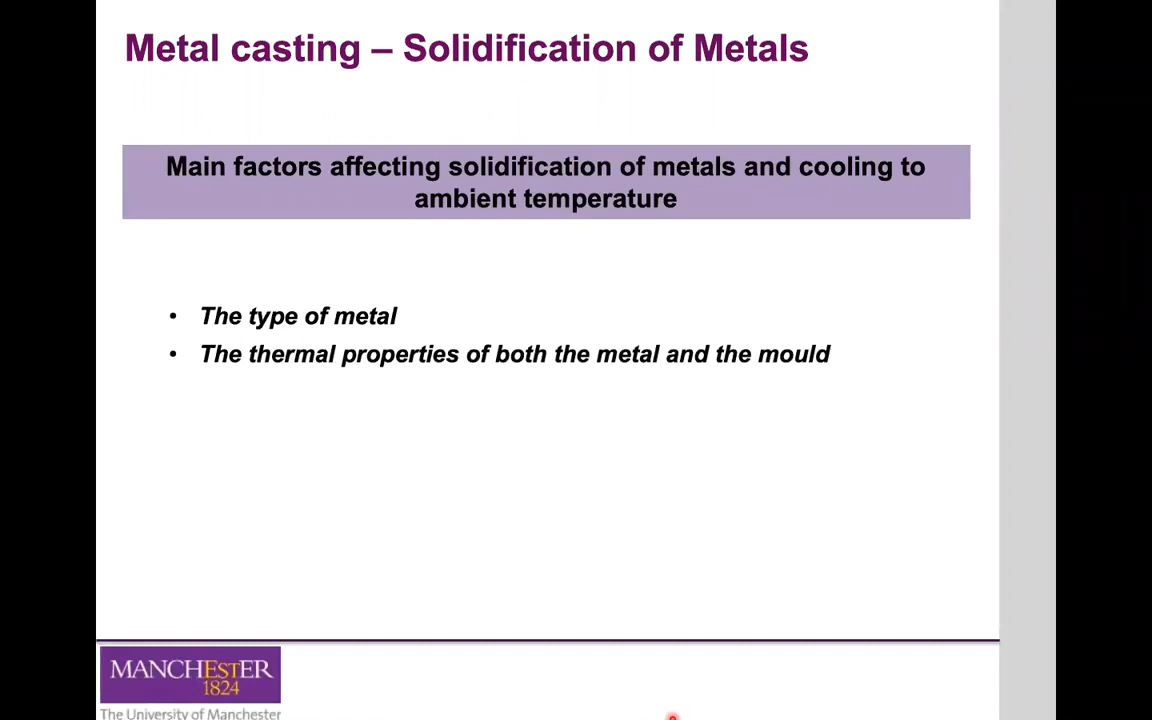 Metal casting – Solidification of Metals
Main factors affecting solidification of metals and cooling to
ambient temperature
• The type of metal
• The thermal properties of both the metal and the mould
MANCHESTER
1824
The University of Manchester